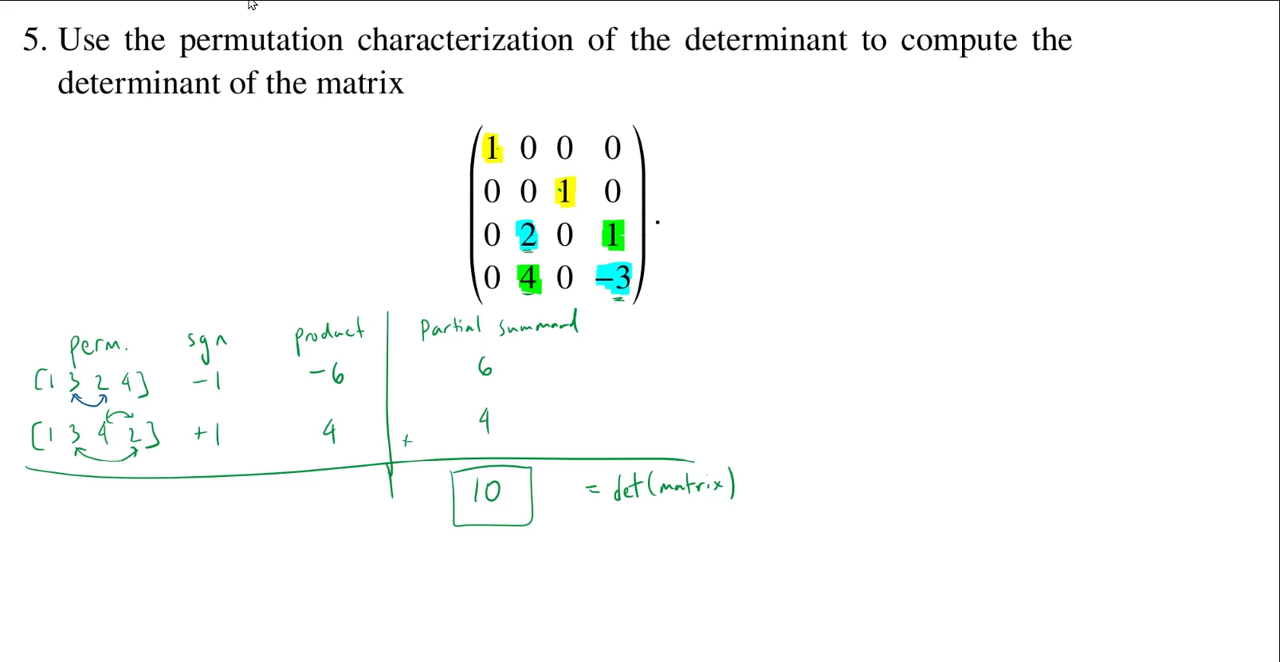 5. Use the permutation characterization of the determinant to compute the
determinant of the matrix
1 0 0 0
0 0 1 0
0 2 0 1
0 4 0 −3
.
perm. sgn product Partial summand
[1 3 2 4] -1 -6 6
[1 3 4 2] +1 4 + 4
10 = det(matrix)